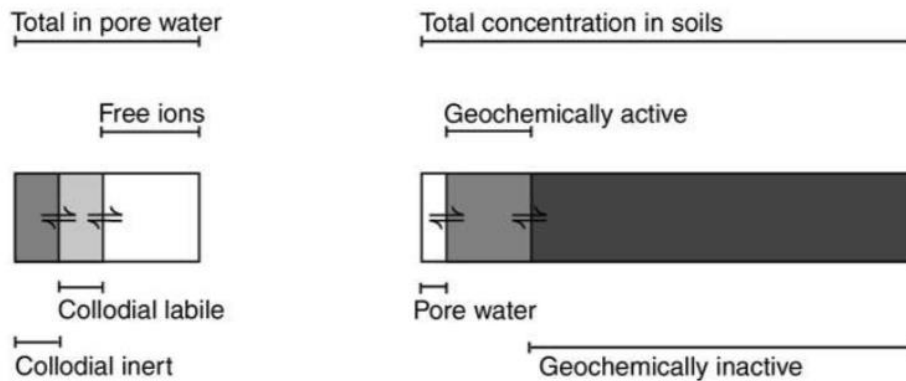 Total in pore water
Total concentration in soils
Free ions
Geochemically active
Collodial labile
Pore water
Collodial inert
Geochemically inactive